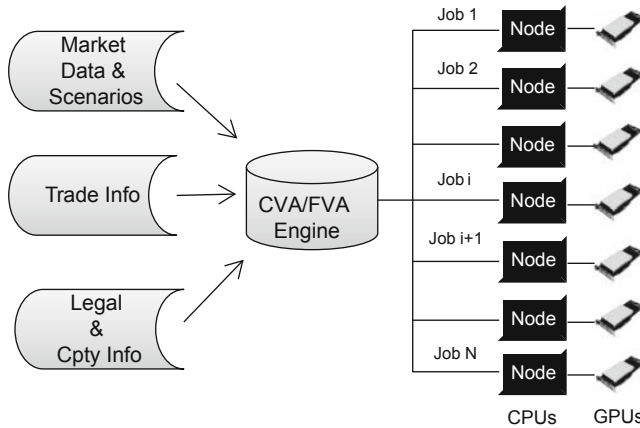 Market
Data &
Scenarios
Trade Info
Legal
&
Cpty Info
CVA/FVA
Engine
Job 1
Node
Job 2
Node
Node
Job i
Node
Job i+1
Node
Node
Job N
Node
CPUs
GPUs